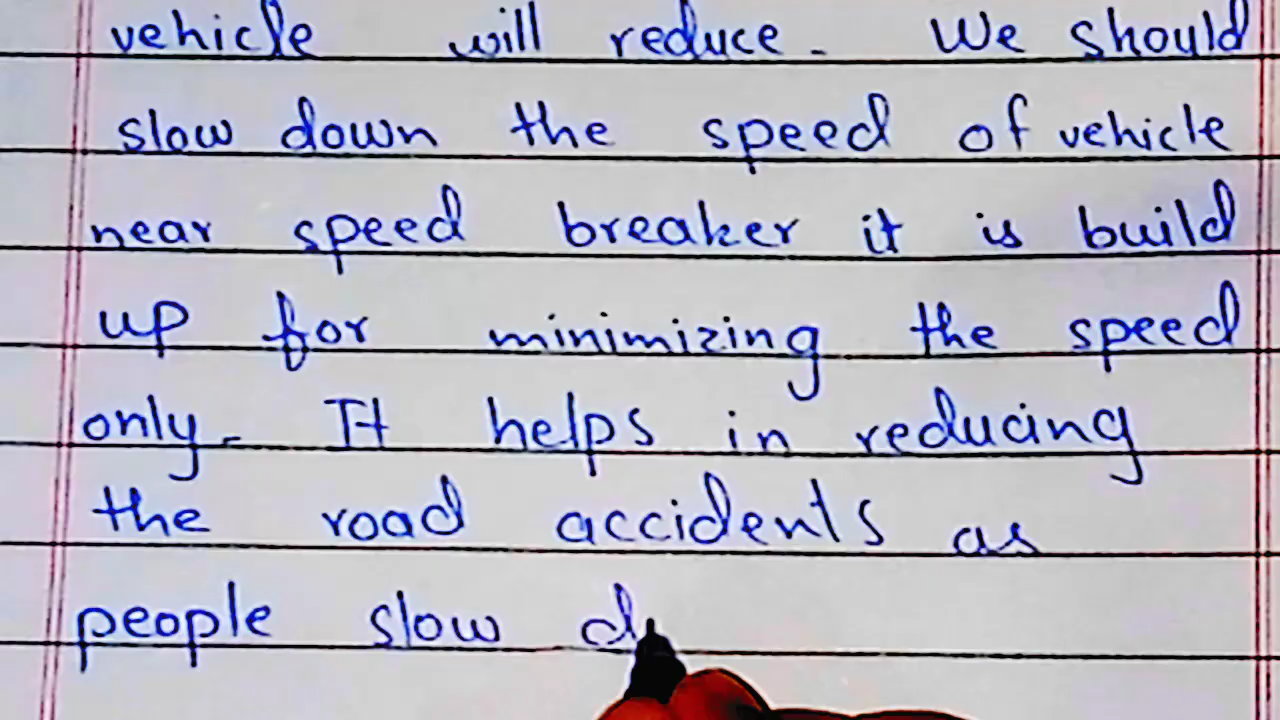 vehicle will reduce. We should
slow down the speed of vehicle
near speed breaker it is build
up for minimizing the speed
only. It helps in reducing
the road accidents as
people slow d